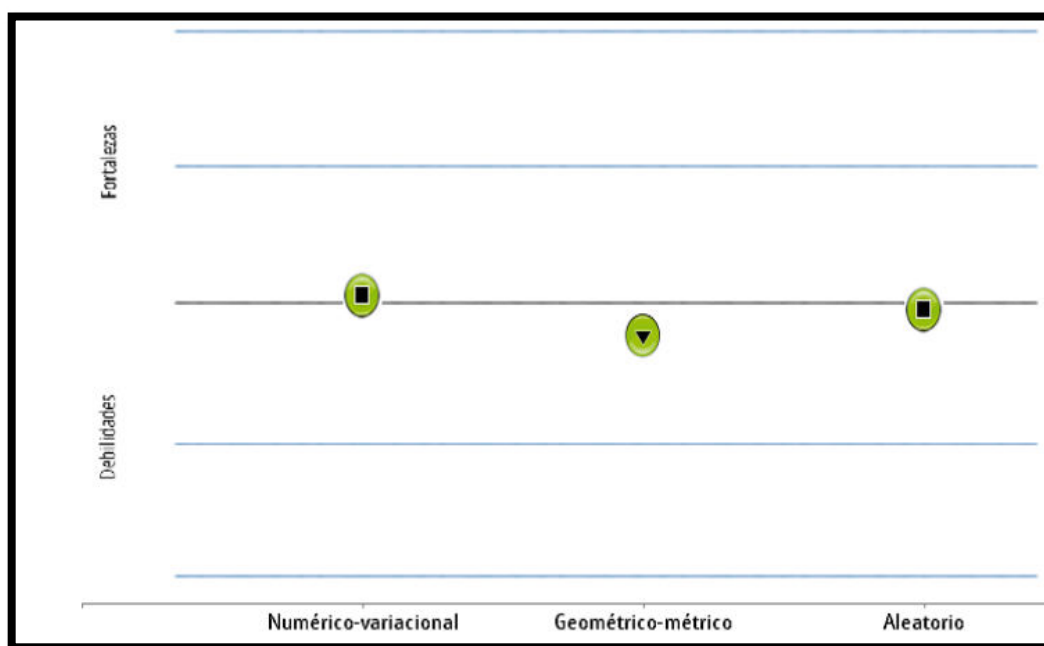 Fortalezas
Debilidades
Numérico-variacional
Geométrico-métrico
Aleatorio